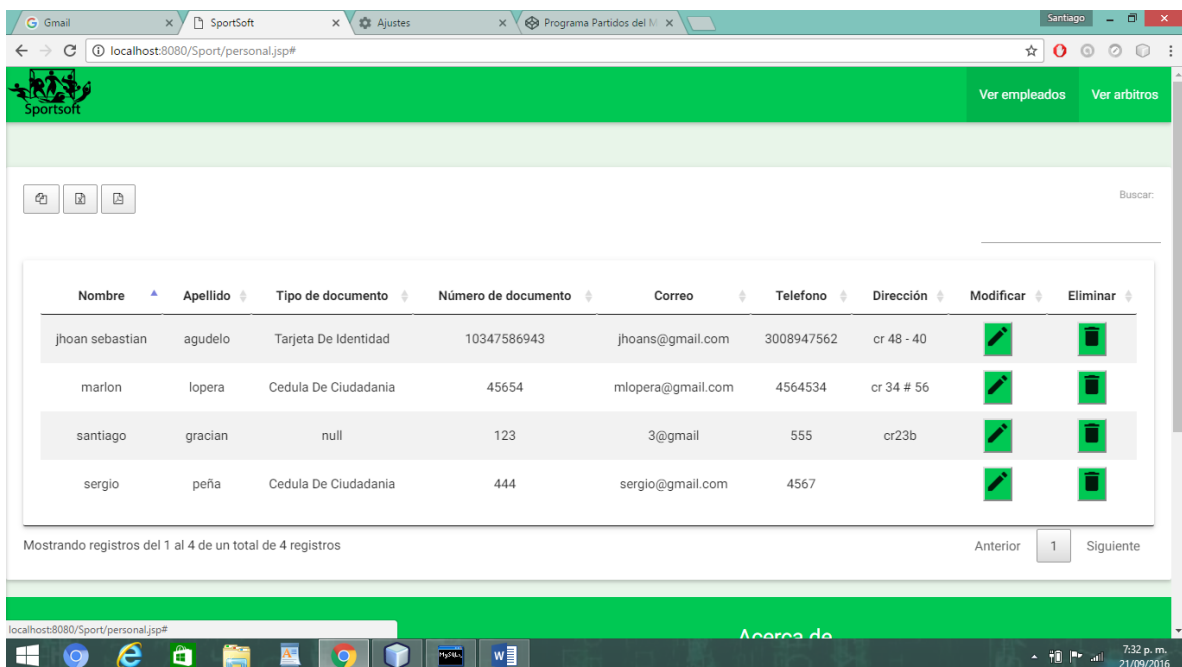 Gmail
SportSoft
Ajustes
Programa Partidos del M
Santiago
localhost:8080/Sport/personal.jsp#
Sportsoft
Ver empleados
Ver arbitros
Buscar:
Nombre Apellido Tipo de documento Número de documento Correo Telefono Dirección Modificar Eliminar
jhoan sebastian agudelo Tarjeta De Identidad 10347586943 jhoans@gmail.com 3008947562 cr 48 - 40
marlon lopera Cedula De Ciudadania 45654 mlopera@gmail.com 4564534 cr 34 # 56
santiago gracian null 123 3@gmail 555 cr23b
sergio peña Cedula De Ciudadania 444 sergio@gmail.com 4567
Mostrando registros del 1 al 4 de un total de 4 registros
Anterior 1 Siguiente
localhost:8080/Sport/personal.jsp#
Acerca de
7:32 p. m.
21/09/2016